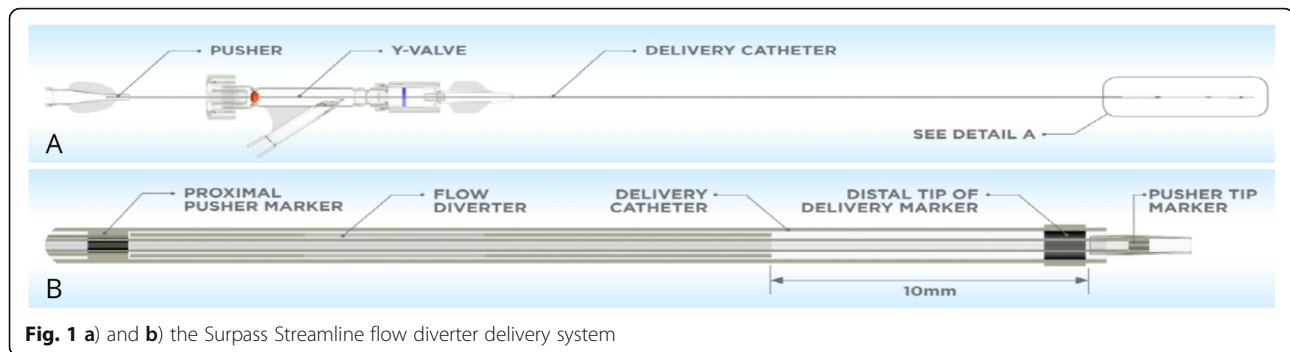 PUSHER
Y-VALVE
DELIVERY CATHETER
SEE DETAIL A
A
PROXIMAL
PUSHER MARKER
FLOW
DIVERTER
DELIVERY
CATHETER
DISTAL TIP OF
DELIVERY MARKER
PUSHER TIP
MARKER
10mm
B
Fig. 1 a) and b) the Surpass Streamline flow diverter delivery system